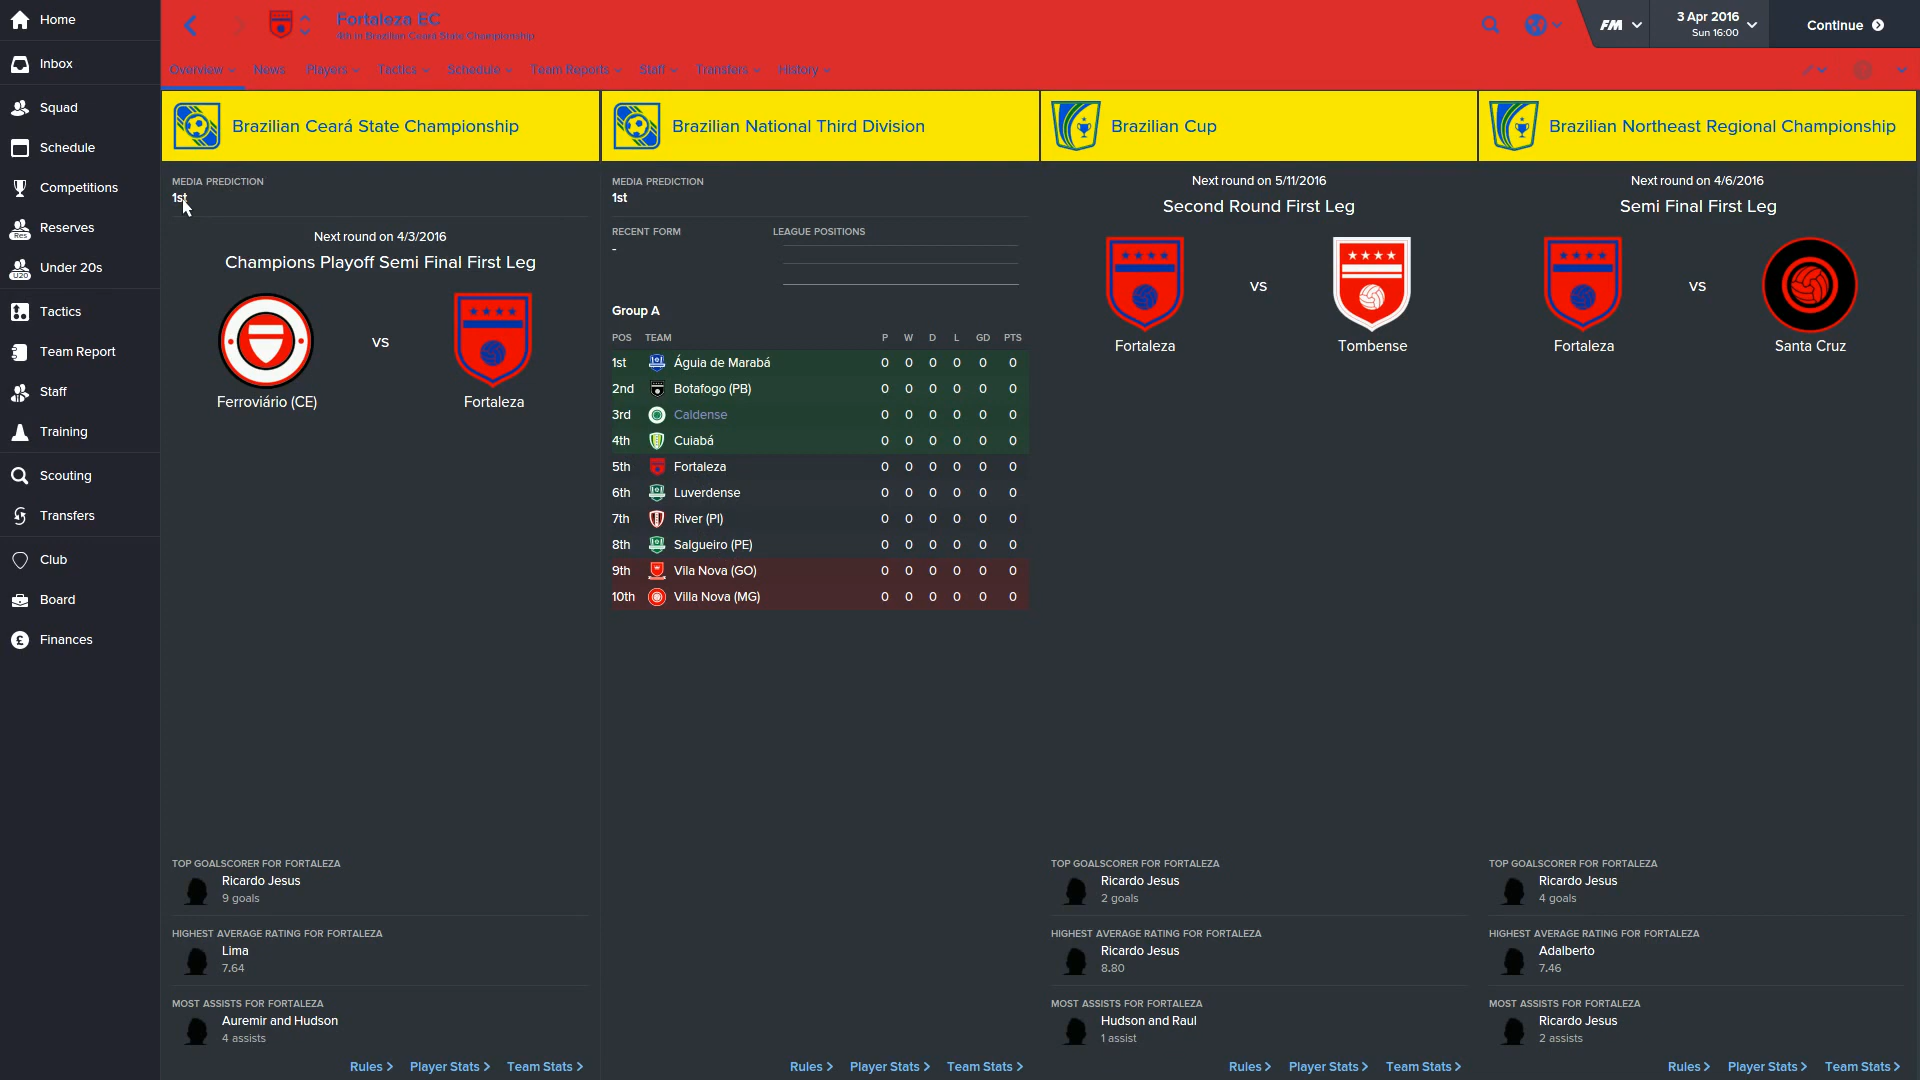 Home
Inbox
Squad
Schedule
Competitions
Reserves
Under 20s
Tactics
Team Report
Staff
Training
Scouting
Transfers
Club
Board
Finances
Fortaleza EC
4th in Brazilian Ceará State Championship
FM
3 Apr 2016
Sun 16:00
Continue
Overview News Players Tactics Schedule Team Reports Staff Transfers History
Brazilian Ceará State Championship
MEDIA PREDICTION
1st
Next round on 4/3/2016
Champions Playoff Semi Final First Leg
vs
Ferroviário (CE) Fortaleza
TOP GOALSCORER FOR FORTALEZA
Ricardo Jesus
9 goals
HIGHEST AVERAGE RATING FOR FORTALEZA
Lima
7.64
MOST ASSISTS FOR FORTALEZA
Auremir and Hudson
4 assists
Rules Player Stats Team Stats
Brazilian National Third Division
MEDIA PREDICTION
1st
RECENT FORM LEAGUE POSITIONS
-
Group A
POS TEAM P W D L GD PTS
1st Águia de Marabá 0 0 0 0 0 0
2nd Botafogo (PB) 0 0 0 0 0 0
3rd Caldense 0 0 0 0 0 0
4th Cuiabá 0 0 0 0 0 0
5th Fortaleza 0 0 0 0 0 0
6th Luverdense 0 0 0 0 0 0
7th River (PI) 0 0 0 0 0 0
8th Salgueiro (PE) 0 0 0 0 0 0
9th Vila Nova (GO) 0 0 0 0 0 0
10th Villa Nova (MG) 0 0 0 0 0 0
Rules Player Stats Team Stats
Brazilian Cup
Next round on 5/11/2016
Second Round First Leg
vs
Fortaleza Tombense
TOP GOALSCORER FOR FORTALEZA
Ricardo Jesus
2 goals
HIGHEST AVERAGE RATING FOR FORTALEZA
Ricardo Jesus
8.80
MOST ASSISTS FOR FORTALEZA
Hudson and Raul
1 assist
Rules Player Stats Team Stats
Brazilian Northeast Regional Championship
Next round on 4/6/2016
Semi Final First Leg
vs
Fortaleza Santa Cruz
TOP GOALSCORER FOR FORTALEZA
Ricardo Jesus
4 goals
HIGHEST AVERAGE RATING FOR FORTALEZA
Adalberto
7.46
MOST ASSISTS FOR FORTALEZA
Ricardo Jesus
2 assists
Rules Player Stats Team Stats